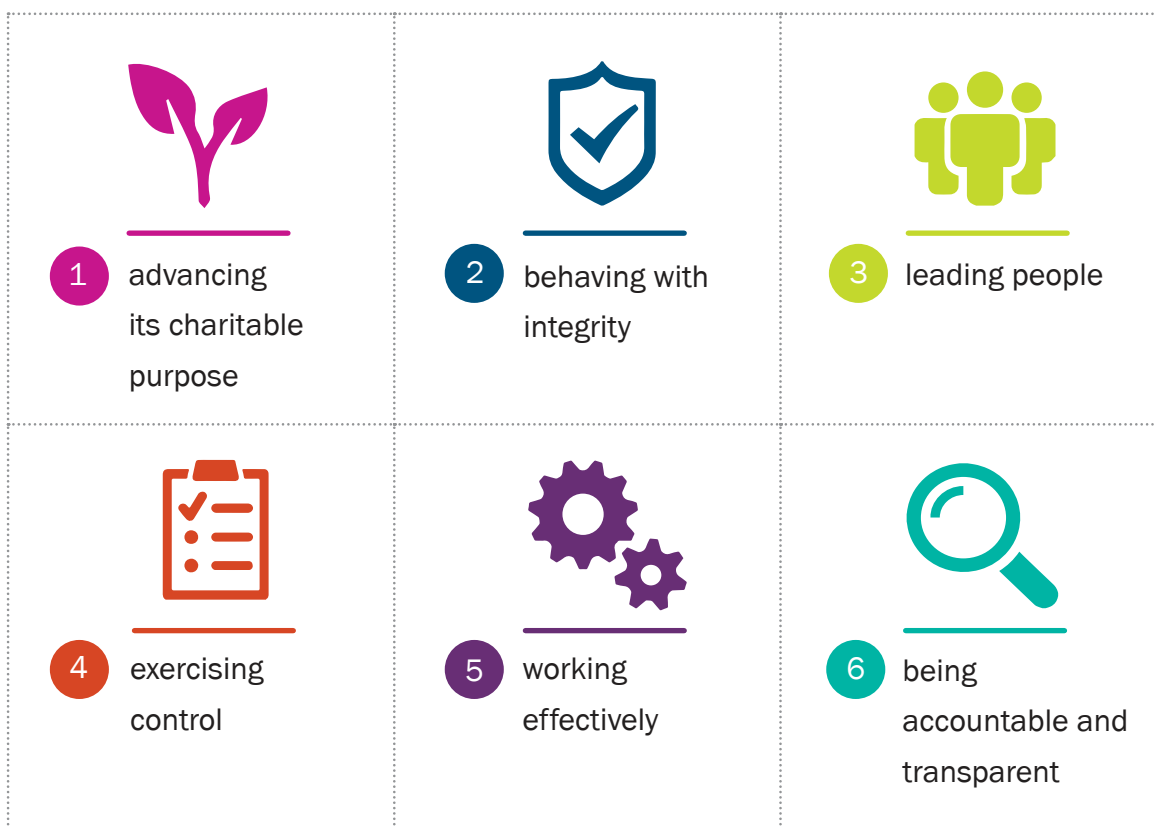 1 advancing
its charitable
purpose
2 behaving with
integrity
3 leading people
4 exercising
control
5 working
effectively
6 being
accountable and
transparent